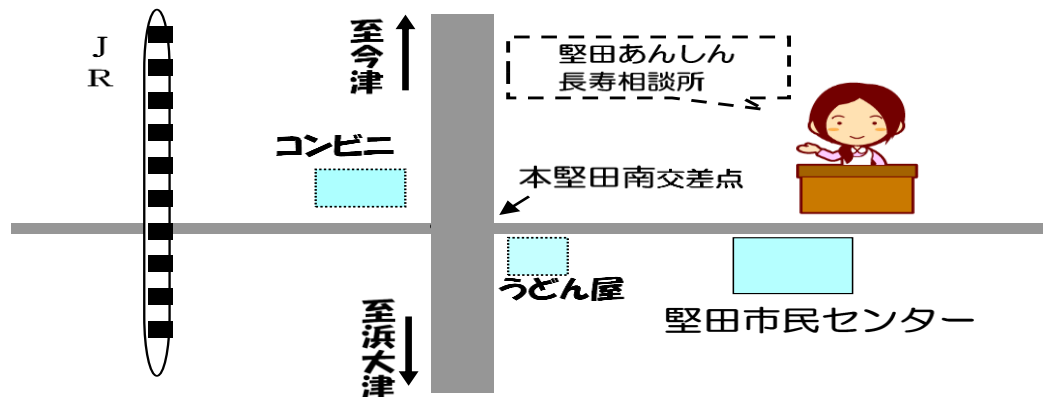 JR
至今津
堅田あんしん
長寿相談所
コンビニ
本堅田南交差点
うどん屋
至浜大津
堅田市民センター